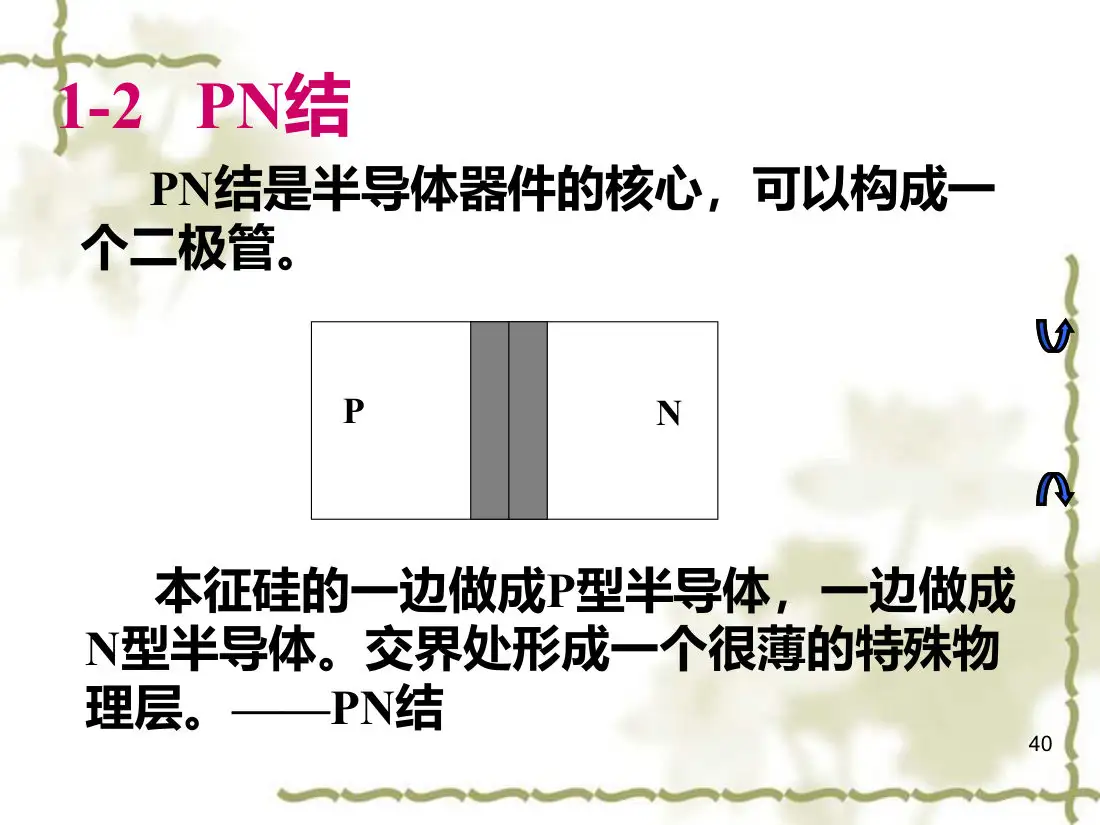 1-2 PN结
PN结是半导体器件的核心，可以构成一
个二极管。
P
N
本征硅的一边做成P型半导体，一边做成
N型半导体。交界处形成一个很薄的特殊物
理层。——PN结
40